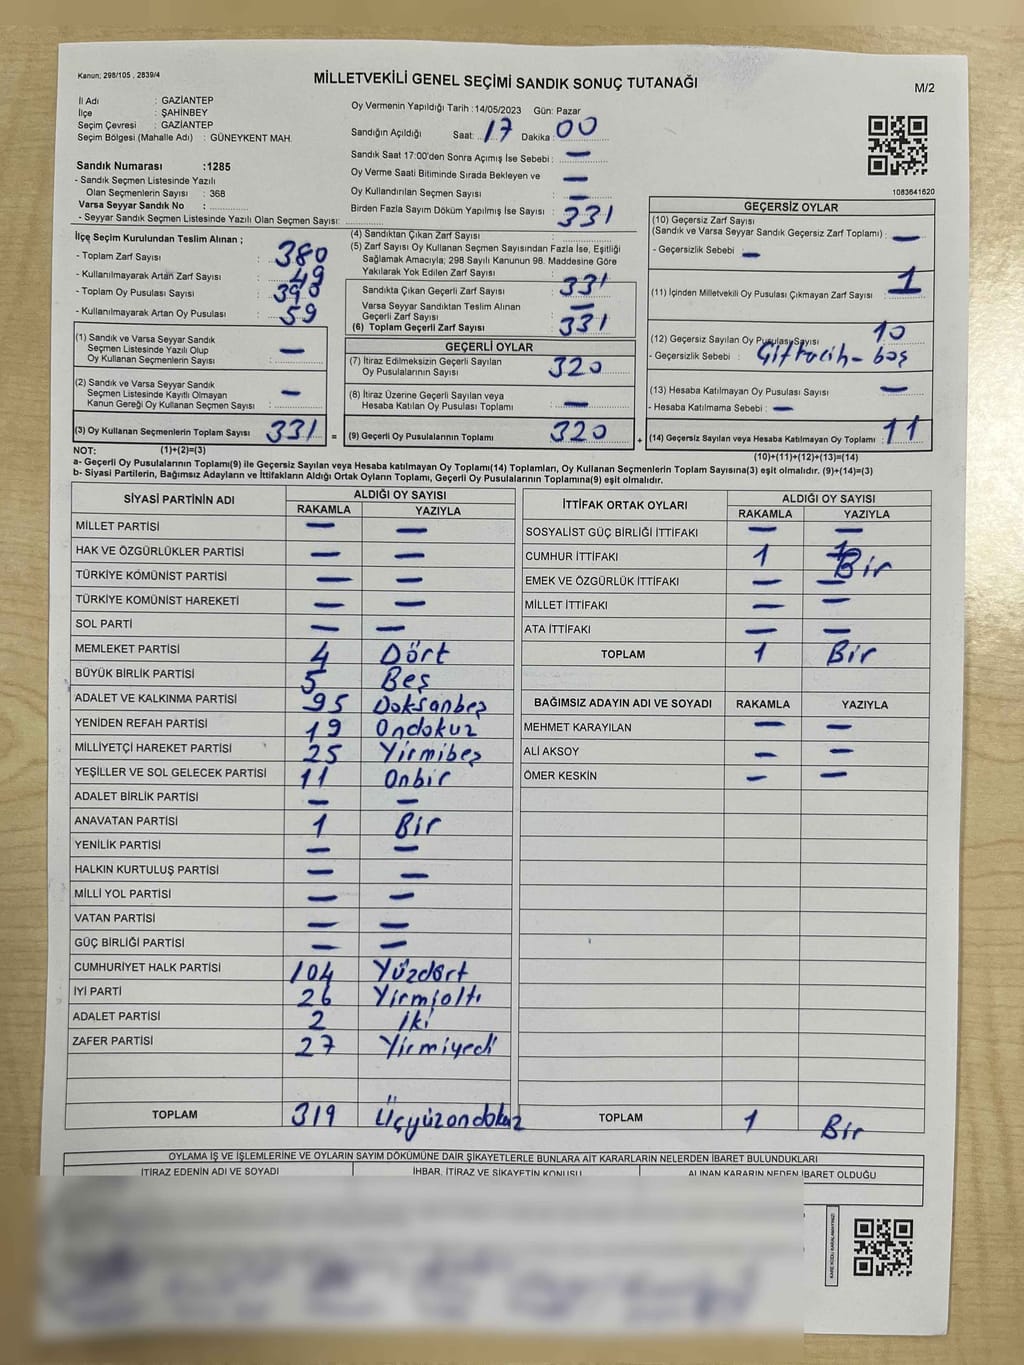 Kanun; 298/105 , 2839/4
MİLLETVEKİLİ GENEL SEÇİMİ SANDIK SONUÇ TUTANAĞI
M/2
İl Adı : GAZİANTEP
İlçe : ŞAHİNBEY
Seçim Çevresi : GAZİANTEP
Seçim Bölgesi (Mahalle Adı) : GÜNEYKENT MAH.
Sandık Numarası :1285
- Sandık Seçmen Listesinde Yazılı
Olan Seçmenlerin Sayısı : 368
Varsa Seyyar Sandık No :
- Seyyar Sandık Seçmen Listesinde Yazılı Olan Seçmen Sayısı:
Oy Vermenin Yapıldığı Tarih :14/05/2023 Gün: Pazar
Sandığın Açıldığı Saat: 17 Dakika: 00
Sandık Saat 17:00'den Sonra Açımış İse Sebebi : —
Oy Verme Saati Bitiminde Sırada Bekleyen ve —
Oy Kullandırılan Seçmen Sayısı : —
Birden Fazla Sayım Döküm Yapılmış İse Sayısı : 331
1083641620
İlçe Seçim Kurulundan Teslim Alınan ;
- Toplam Zarf Sayısı : 380
- Kullanılmayarak Artan Zarf Sayısı : 49
- Toplam Oy Pusulası Sayısı : 390
- Kullanılmayarak Artan Oy Pusulası : 59
(1) Sandık ve Varsa Seyyar Sandık
Seçmen Listesinde Yazılı Olup
Oy Kullanan Seçmenlerin Sayısı : —
(2) Sandık ve Varsa Seyyar Sandık
Seçmen Listesinde Kayıtlı Olmayan
Kanun Gereği Oy Kullanan Seçmen Sayısı : —
(3) Oy Kullanan Seçmenlerin Toplam Sayısı 331 =
(1)+(2)=(3)
(4) Sandıktan Çıkan Zarf Sayısı :
(5) Zarf Sayısı Oy Kullanan Seçmen Sayısından Fazla İse, Eşitliği
Sağlamak Amacıyla; 298 Sayılı Kanunun 98. Maddesine Göre
Yakılarak Yok Edilen Zarf Sayısı :
Sandıkta Çıkan Geçerli Zarf Sayısı : 331
Varsa Seyyar Sandıktan Teslim Alınan
Geçerli Zarf Sayısı : —
(6) Toplam Geçerli Zarf Sayısı : 331
GEÇERLİ OYLAR
(7) İtiraz Edilmeksizin Geçerli Sayılan
Oy Pusulalarının Sayısı : 320
(8) İtiraz Üzerine Geçerli Sayılan veya
Hesaba Katılan Oy Pusulası Toplamı : —
(9) Geçerli Oy Pusulalarının Toplamı : 320 +
GEÇERSİZ OYLAR
(10) Geçersiz Zarf Sayısı
(Sandık ve Varsa Seyyar Sandık Geçersiz Zarf Toplamı) : —
- Geçersizlik Sebebi : —
(11) İçinden Milletvekili Oy Pusulası Çıkmayan Zarf Sayısı : 1
(12) Geçersiz Sayılan Oy Pusulası Sayısı : 10
- Geçersizlik Sebebi :
(13) Hesaba Katılmayan Oy Pusulası Sayısı : —
- Hesaba Katılmama Sebebi : —
(14) Geçersiz Sayılan veya Hesaba Katılmayan Oy Toplamı : 11
(10)+(11)+(12)+(13)=(14)
NOT:
a- Geçerli Oy Pusulalarının Toplamı(9) ile Geçersiz Sayılan veya Hesaba katılmayan Oy Toplamı(14) Toplamları, Oy Kullanan Seçmenlerin Toplam Sayısına(3) eşit olmalıdır. (9)+(14)=(3)
b- Siyasi Partilerin, Bağımsız Adayların ve İttifakların Aldığı Ortak Oyların Toplamı, Geçerli Oy Pusulalarının Toplamına(9) eşit olmalıdır.
SİYASİ PARTİNİN ADI ALDIĞI OY SAYISI
RAKAMLA YAZIYLA
MİLLET PARTİSİ — —
HAK VE ÖZGÜRLÜKLER PARTİSİ — —
TÜRKİYE KOMÜNİST PARTİSİ — —
TÜRKİYE KOMÜNİST HAREKETİ — —
SOL PARTİ — —
MEMLEKET PARTİSİ 4 Dört
BÜYÜK BİRLİK PARTİSİ 5 Beş
ADALET VE KALKINMA PARTİSİ 95 Doksanbeş
YENİDEN REFAH PARTİSİ 19 Ondokuz
MİLLİYETÇİ HAREKET PARTİSİ 25 Yirmibeş
YEŞİLLER VE SOL GELECEK PARTİSİ 11 Onbir
ADALET BİRLİK PARTİSİ — —
ANAVATAN PARTİSİ 1 Bir
YENİLİK PARTİSİ — —
HALKIN KURTULUŞ PARTİSİ — —
MİLLİ YOL PARTİSİ — —
VATAN PARTİSİ — —
GÜÇ BİRLİĞİ PARTİSİ — —
CUMHURİYET HALK PARTİSİ 104 Yüzdört
İYİ PARTİ 26 Yirmialtı
ADALET PARTİSİ 2 İki
ZAFER PARTİSİ 27 Yirmiyedi
TOPLAM 319 Üçyüzondokuz
İTTİFAK ORTAK OYLARI ALDIĞI OY SAYISI
RAKAMLA YAZIYLA
SOSYALİST GÜÇ BİRLİĞİ İTTİFAKI — —
CUMHUR İTTİFAKI 1 Bir
EMEK VE ÖZGÜRLÜK İTTİFAKI — —
MİLLET İTTİFAKI — —
ATA İTTİFAKI — —
TOPLAM 1 Bir
BAĞIMSIZ ADAYIN ADI VE SOYADI RAKAMLA YAZIYLA
MEHMET KARAYILAN — —
ALİ AKSOY — —
ÖMER KESKİN — —
TOPLAM 1 Bir
OYLAMA İŞ VE İŞLEMLERİNE VE OYLARIN SAYIM DÖKÜMÜNE DAİR ŞİKAYETLERLE BUNLARA AİT KARARLARIN NELERDEN İBARET BULUNDUKLARI
İTİRAZ EDENİN ADI VE SOYADI İHBAR, İTİRAZ VE ŞİKAYETİN KONUSU ALINAN KARARIN NEDEN İBARET OLDUĞU
KARE KODU KARALAMAYINIZ!